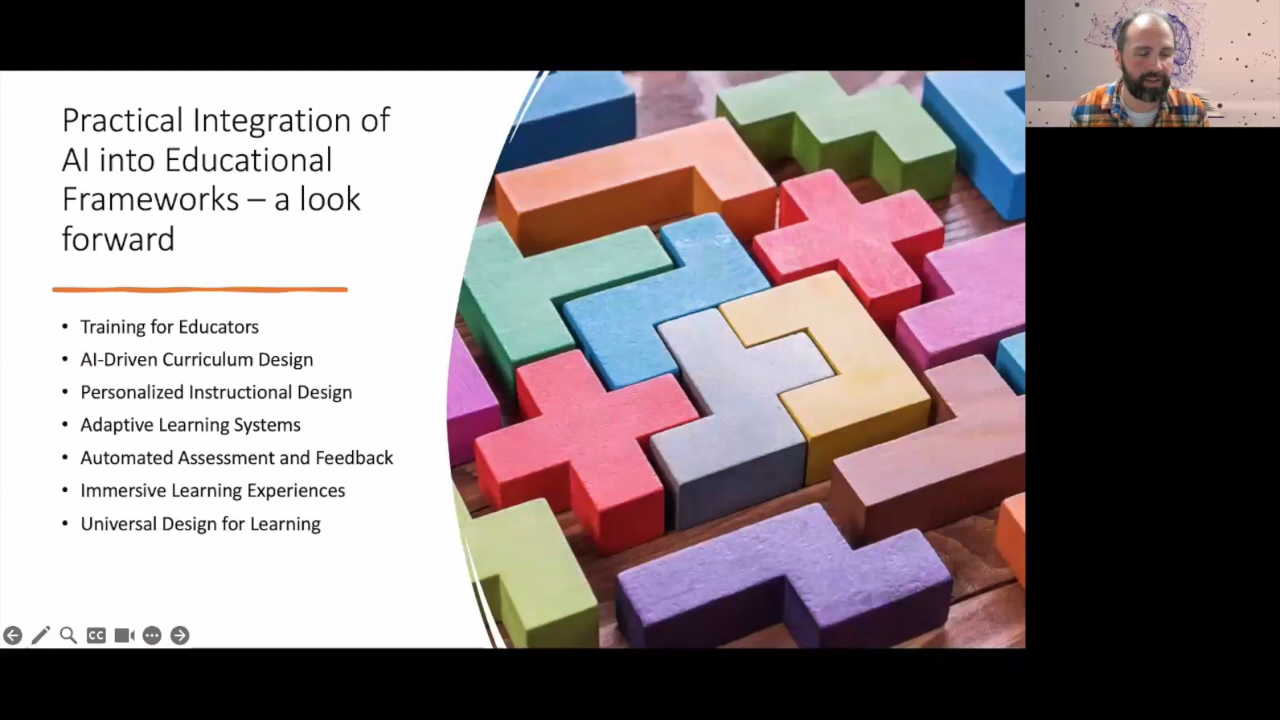 Practical Integration of
AI into Educational
Frameworks – a look
forward
• Training for Educators
• AI-Driven Curriculum Design
• Personalized Instructional Design
• Adaptive Learning Systems
• Automated Assessment and Feedback
• Immersive Learning Experiences
• Universal Design for Learning
CC